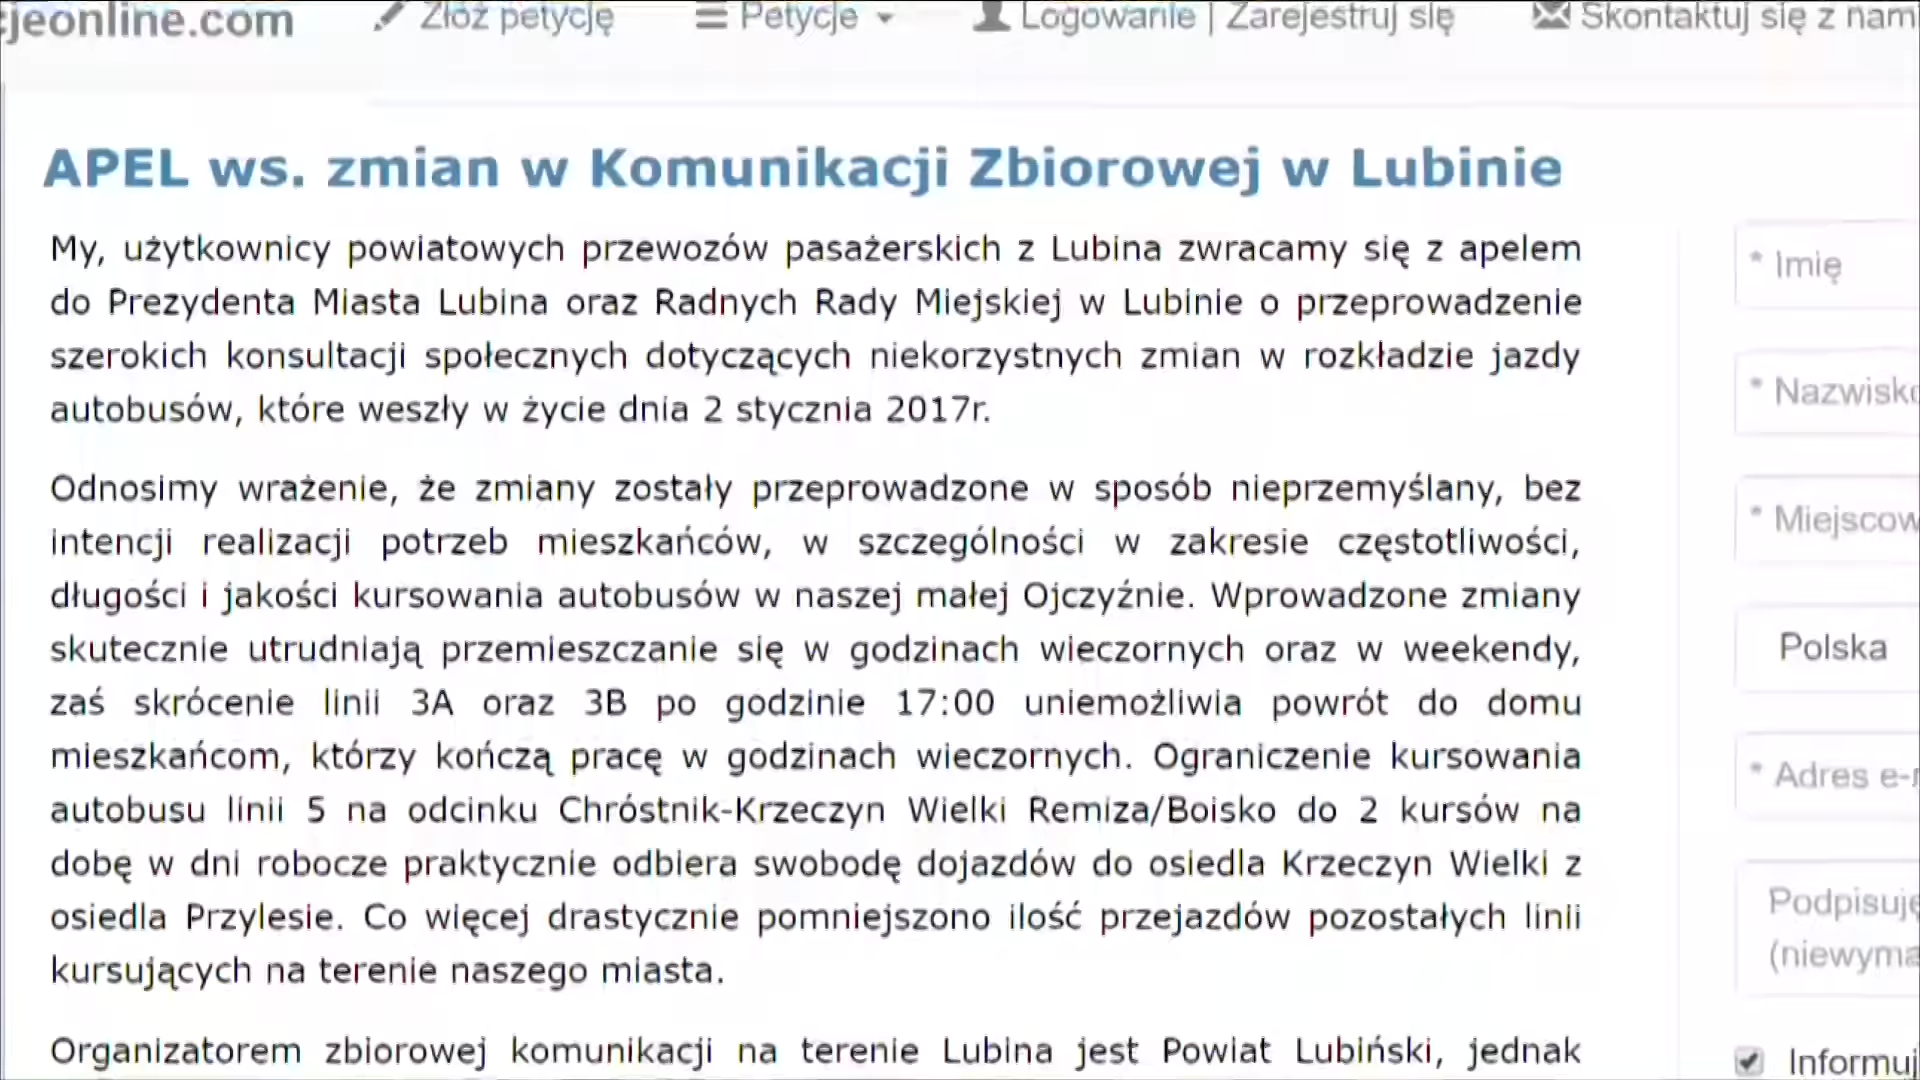 jeonline.com Złóż petycję Petycje Logowanie | Zarejestruj się Skontaktuj się z nam
APEL ws. zmian w Komunikacji Zbiorowej w Lubinie
My, użytkownicy powiatowych przewozów pasażerskich z Lubina zwracamy się z apelem
do Prezydenta Miasta Lubina oraz Radnych Rady Miejskiej w Lubinie o przeprowadzenie
szerokich konsultacji społecznych dotyczących niekorzystnych zmian w rozkładzie jazdy
autobusów, które weszły w życie dnia 2 stycznia 2017r.
Odnosimy wrażenie, że zmiany zostały przeprowadzone w sposób nieprzemyślany, bez
intencji realizacji potrzeb mieszkańców, w szczególności w zakresie częstotliwości,
długości i jakości kursowania autobusów w naszej małej Ojczyźnie. Wprowadzone zmiany
skutecznie utrudniają przemieszczanie się w godzinach wieczornych oraz w weekendy,
zaś skrócenie linii 3A oraz 3B po godzinie 17:00 uniemożliwia powrót do domu
mieszkańcom, którzy kończą pracę w godzinach wieczornych. Ograniczenie kursowania
autobusu linii 5 na odcinku Chróstnik-Krzeczyn Wielki Remiza/Boisko do 2 kursów na
dobę w dni robocze praktycznie odbiera swobodę dojazdów do osiedla Krzeczyn Wielki z
osiedla Przylesie. Co więcej drastycznie pomniejszono ilość przejazdów pozostałych linii
kursujących na terenie naszego miasta.
Organizatorem zbiorowej komunikacji na terenie Lubina jest Powiat Lubiński, jednak
* Imię
* Nazwisko
* Miejscow
Polska
* Adres e-
Podpisuję
(niewyma
Informuj